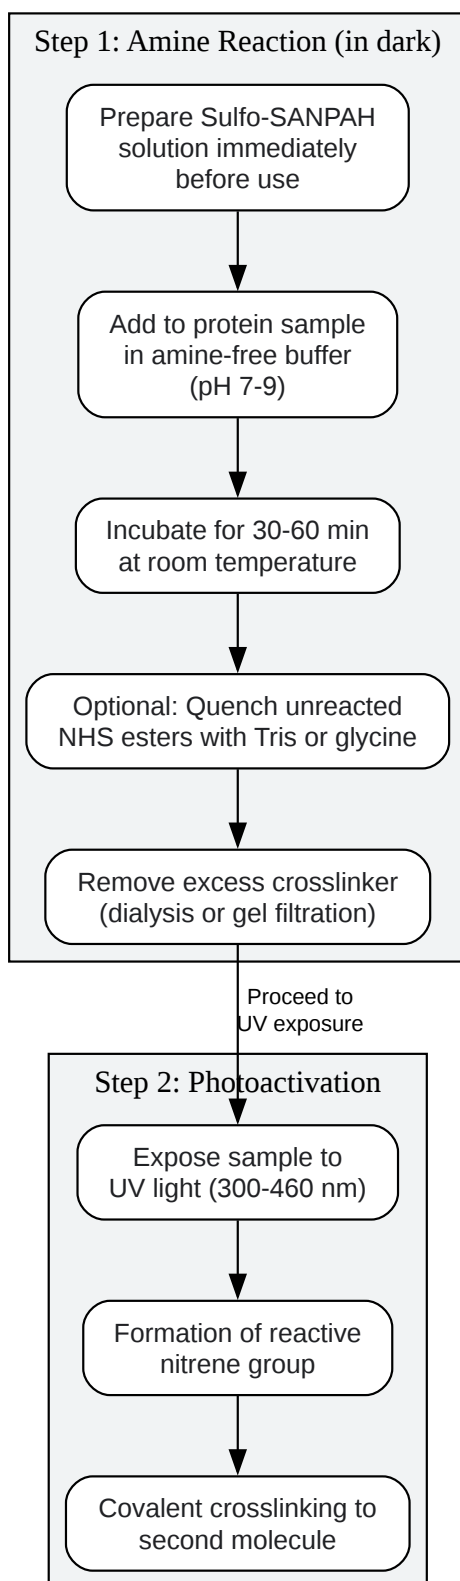 Step 1: Amine Reaction (in dark)
Prepare Sulfo-SANPAH
solution immediately
before use
Add to protein sample
in amine-free buffer
(pH 7-9)
Incubate for 30-60 min
at room temperature
Optional: Quench unreacted
NHS esters with Tris or glycine
Remove excess crosslinker
(dialysis or gel filtration)
Proceed to
UV exposure
Step 2: Photoactivation
Expose sample to
UV light (300-460 nm)
Formation of reactive
nitrene group
Covalent crosslinking to
second molecule